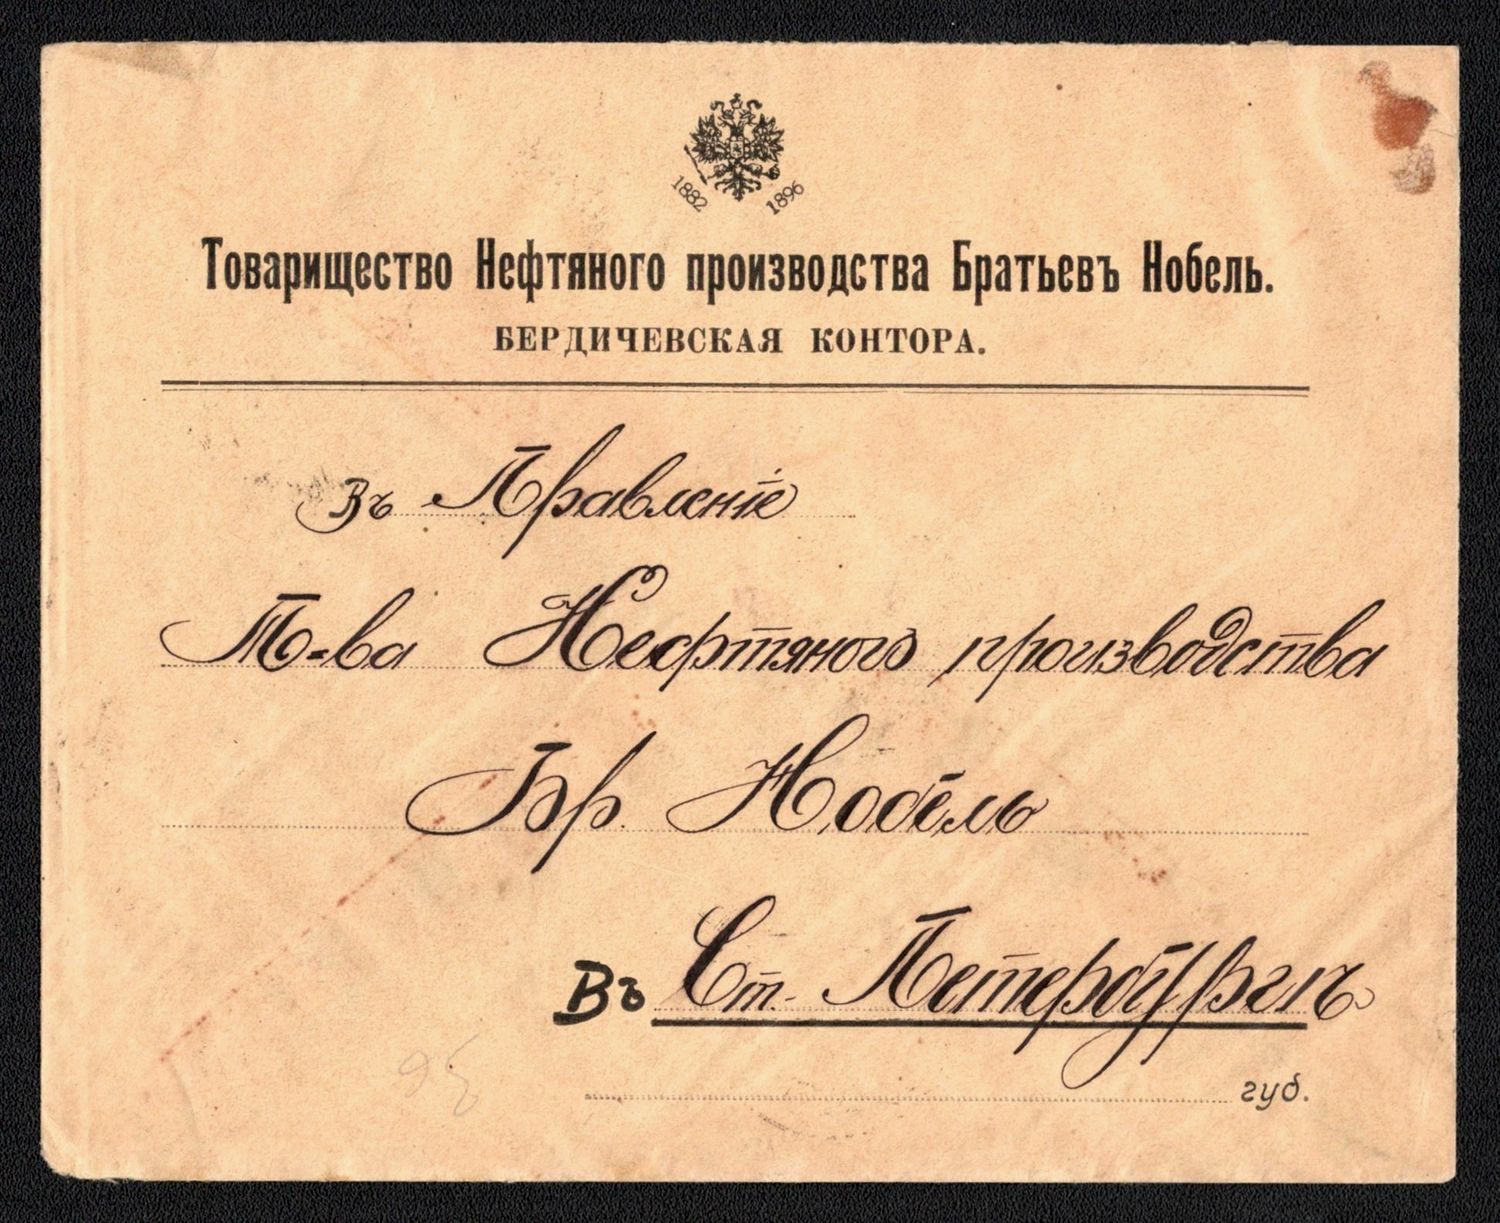 1882 1896
Товарищество Нефтяного производства Братьевъ Нобель.
БЕРДИЧЕВСКАЯ КОНТОРА.
Въ Правленіе
Т-ва Нефтяного производства
Бр. Нобель
Въ Ст. Петербургъ
губ.